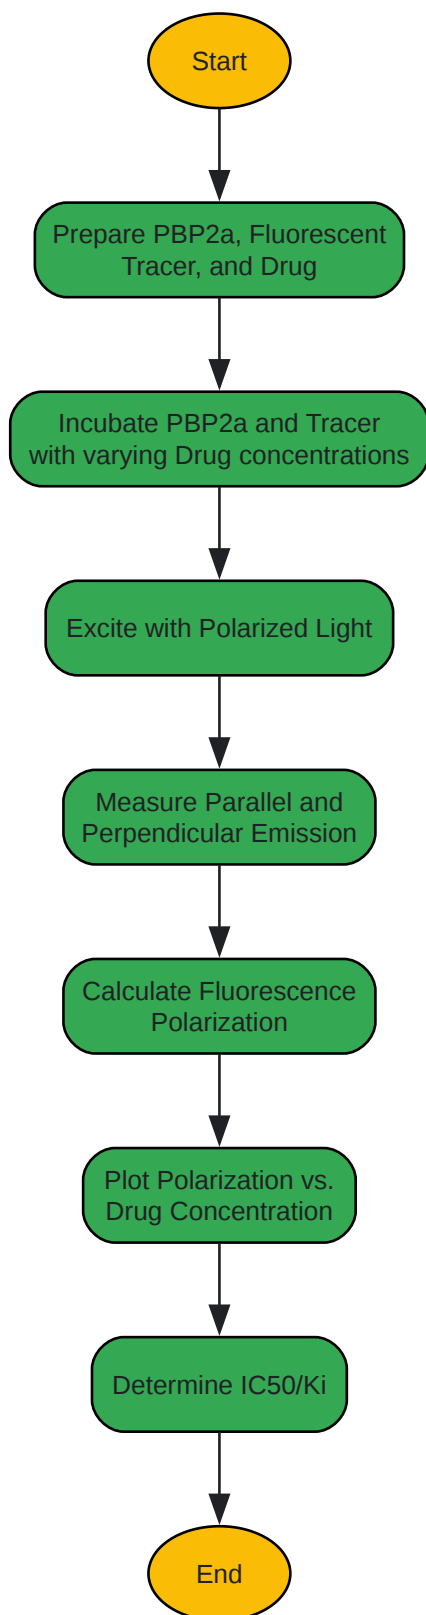 Start
Prepare PBP2a, Fluorescent
Tracer, and Drug
Incubate PBP2a and Tracer
with varying Drug concentrations
Excite with Polarized Light
Measure Parallel and
Perpendicular Emission
Calculate Fluorescence
Polarization
Plot Polarization vs.
Drug Concentration
Determine IC50/Ki
End